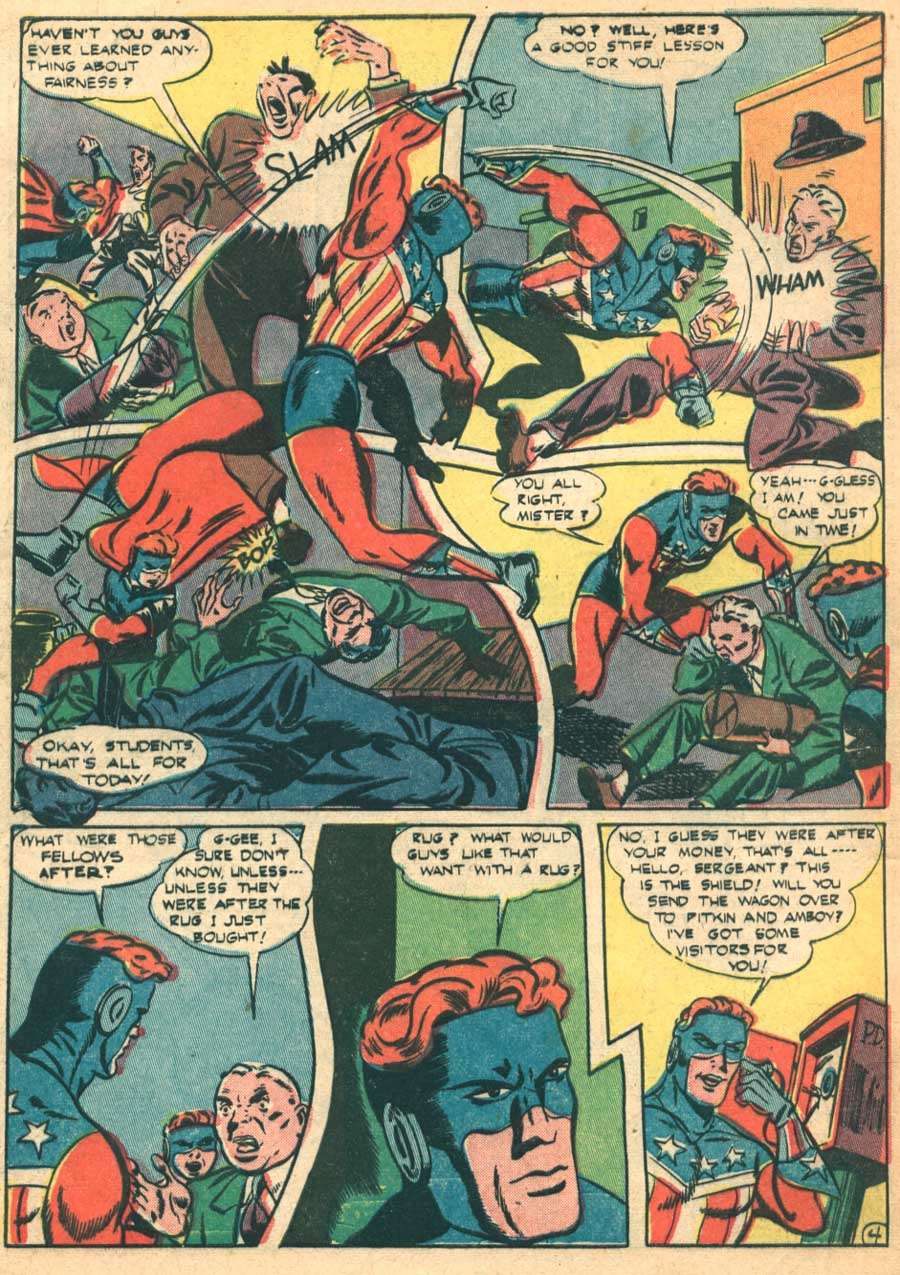 HAVEN'T YOU GUYS
EVER LEARNED ANY-
THING ABOUT
FAIRNESS?
SLAM
NO? WELL, HERE'S
A GOOD STIFF LESSON
FOR YOU!
WHAM
POP
OKAY, STUDENTS,
THAT'S ALL FOR
TODAY!
YOU ALL
RIGHT,
MISTER?
YEAH---G-GLESS
I AM! YOU
CAME JUST
IN TIME!
WHAT WERE THOSE
FELLOWS
AFTER?
G-GEE, I
SURE DON'T
KNOW, UNLESS---
UNLESS THEY
WERE AFTER THE
RUG I JUST
BOUGHT!
RUG? WHAT WOULD
GUYS LIKE THAT
WANT WITH A RUG?
NO, I GUESS THEY WERE AFTER
YOUR MONEY, THAT'S ALL----
HELLO, SERGEANT? THIS
IS THE SHIELD! WILL YOU
SEND THE WAGON OVER
TO PITKIN AND AMBOY?
I'VE GOT SOME
VISITORS FOR
YOU!
P.D.
4